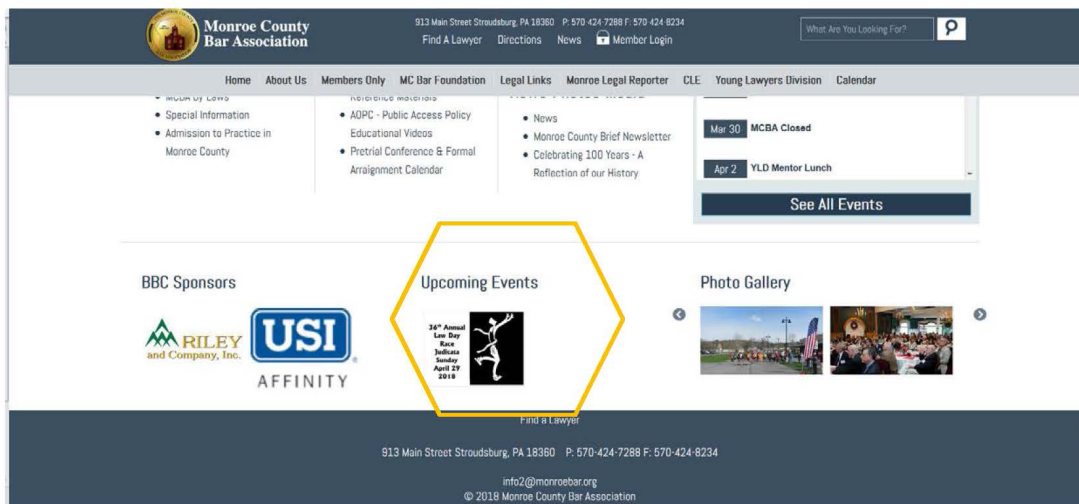 Monroe County
Bar Association
913 Main Street Stroudsburg, PA 18360 P: 570-424-7288 F: 570-424-8234
Find A Lawyer Directions News Member Login
What Are You Looking For?
Home About Us Members Only MC Bar Foundation Legal Links Monroe Legal Reporter CLE Young Lawyers Division Calendar
MCBA By Laws
• Special Information
• Admission to Practice in
Monroe County
Reference Materials
• AOPC - Public Access Policy
Educational Videos
• Pretrial Conference & Formal
Arraignment Calendar
• News
• Monroe County Brief Newsletter
• Celebrating 100 Years - A
Reflection of our History
Mar 30 MCBA Closed
Apr 2 YLD Mentor Lunch
See All Events
BBC Sponsors
RILEY
and Company, Inc.
USI
AFFINITY
Upcoming Events
36th Annual
Law Day
Race
Judicata
Sunday
April 29
2018
Photo Gallery
Find a Lawyer
913 Main Street Stroudsburg, PA 18360 P: 570-424-7288 F: 570-424-8234
info2@monroebar.org
© 2018 Monroe County Bar Association